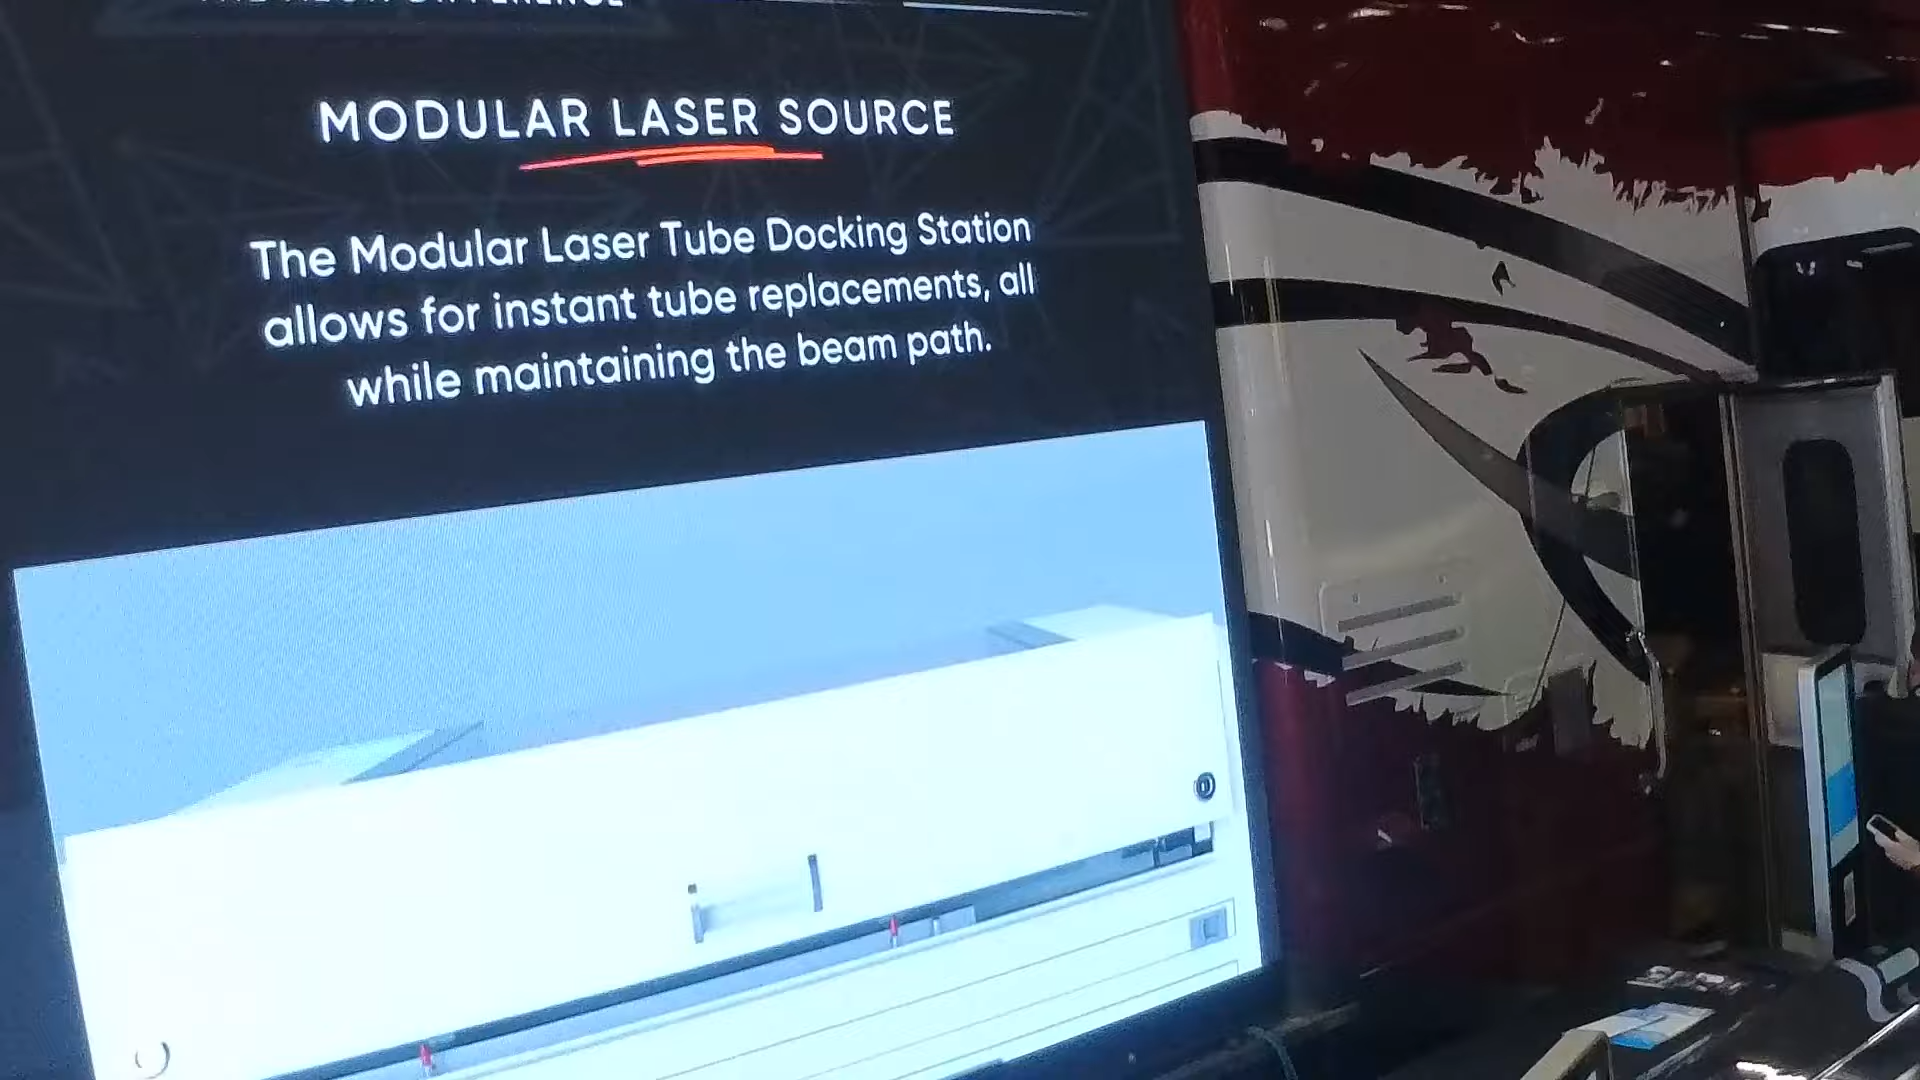 MODULAR LASER SOURCE
The Modular Laser Tube Docking Station
allows for instant tube replacements, all
while maintaining the beam path.